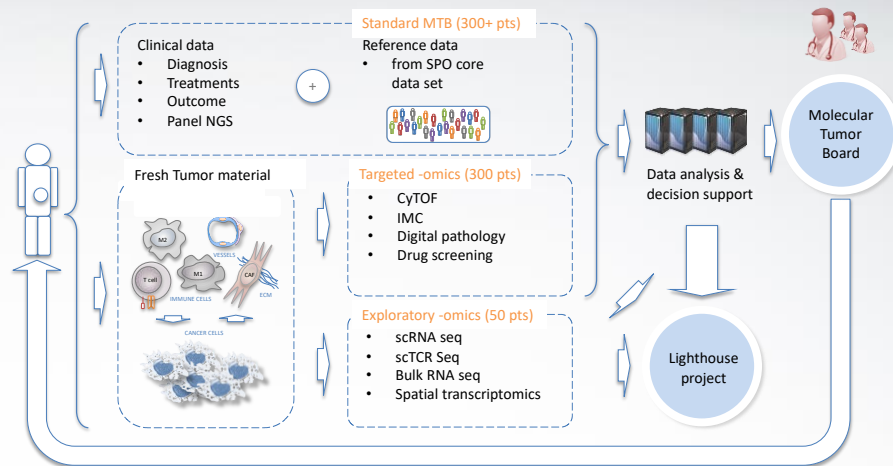 Standard MTB (300+ pts)
Clinical data
• Diagnosis
• Treatments
• Outcome
• Panel NGS
+
Reference data
• from SPO core
data set
Molecular
Tumor
Board
Data analysis &
decision support
Fresh Tumor material
M2
VESSELS
T cell
M1
CAF
IMMUNE CELLS
ECM
CANCER CELLS
Targeted -omics (300 pts)
• CyTOF
• IMC
• Digital pathology
• Drug screening
Exploratory -omics (50 pts)
• scRNA seq
• scTCR Seq
• Bulk RNA seq
• Spatial transcriptomics
Lighthouse
project